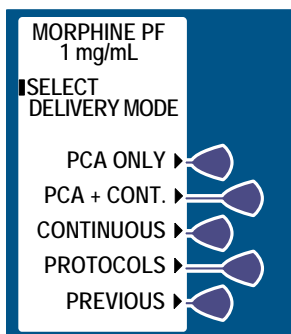 MORPHINE PF
1 mg/mL
SELECT
DELIVERY MODE
PCA ONLY
PCA + CONT.
CONTINUOUS
PROTOCOLS
PREVIOUS